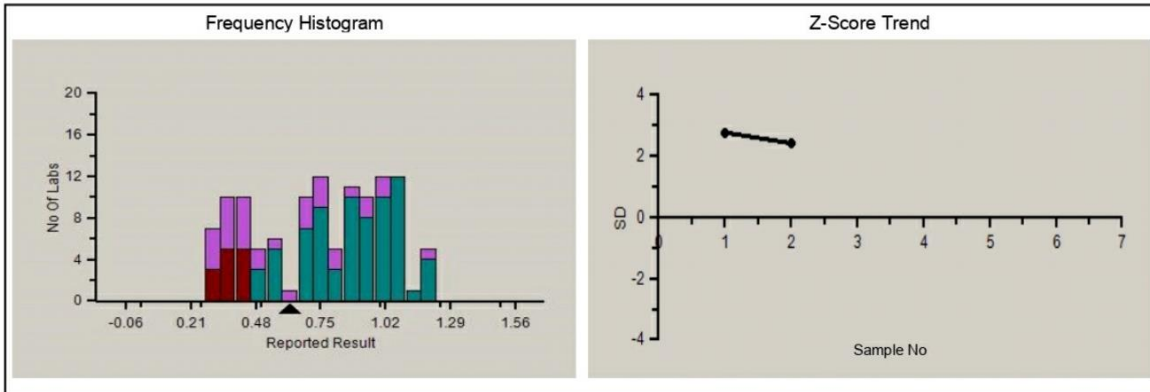 Frequency Histogram
20
16
12
8
4
0
No Of Labs
-0.06 0.21 0.48 0.75 1.02 1.29 1.56
Reported Result
Z-Score Trend
4
2
0
-2
-4
SD
0 1 2 3 4 5 6 7
Sample No